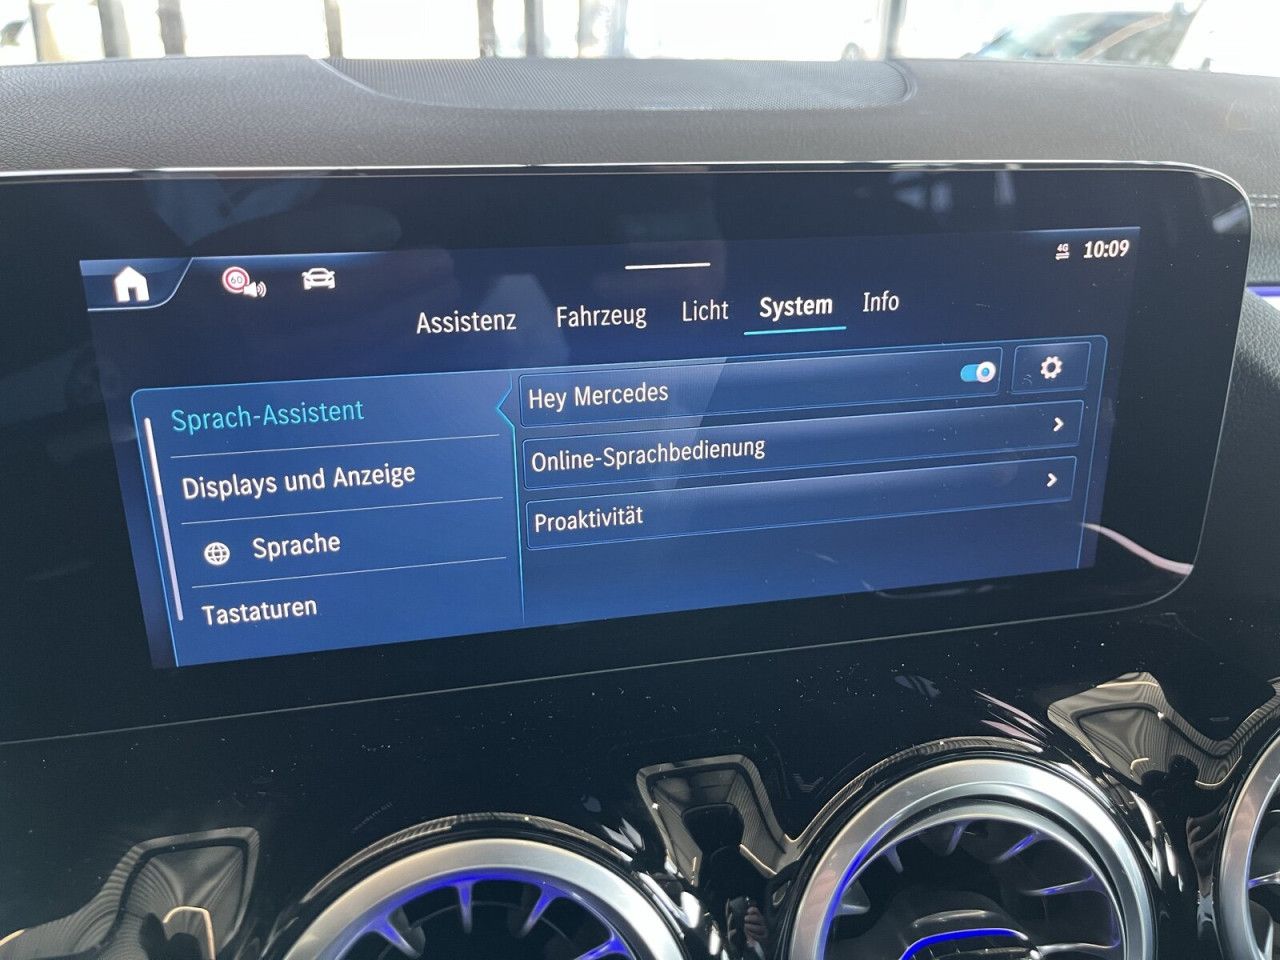 60
4G
10:09
Assistenz Fahrzeug Licht System Info
Sprach-Assistent
Displays und Anzeige
Sprache
Tastaturen
Hey Mercedes
Online-Sprachbedienung
Proaktivität